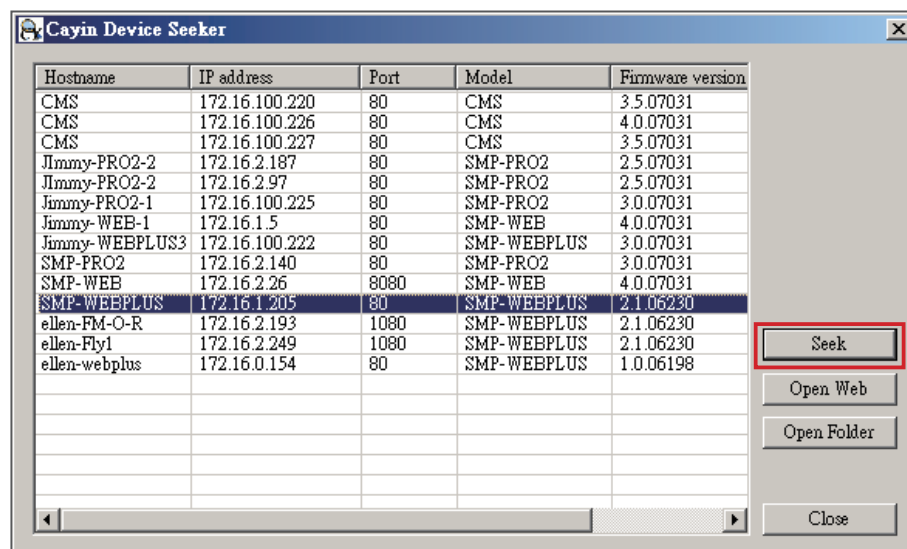 Cayin Device Seeker
Hostname IP address Port Model Firmware version
CMS 172.16.100.220 80 CMS 3.5.07031
CMS 172.16.100.226 80 CMS 4.0.07031
CMS 172.16.100.227 80 CMS 3.5.07031
JImmy-PRO2-2 172.16.2.187 80 SMP-PRO2 2.5.07031
JImmy-PRO2-2 172.16.2.97 80 SMP-PRO2 2.5.07031
Jimmy-PRO2-1 172.16.100.225 80 SMP-PRO2 3.0.07031
Jimmy-WEB-1 172.16.1.5 80 SMP-WEB 4.0.07031
Jimmy-WEBPLUS3 172.16.100.222 80 SMP-WEBPLUS 3.0.07031
SMP-PRO2 172.16.2.140 80 SMP-PRO2 3.0.07031
SMP-WEB 172.16.2.26 8080 SMP-WEB 4.0.07031
SMP-WEBPLUS 172.16.1.205 80 SMP-WEBPLUS 2.1.06230
ellen-FM-O-R 172.16.2.193 1080 SMP-WEBPLUS 2.1.06230
ellen-Fly1 172.16.2.249 1080 SMP-WEBPLUS 2.1.06230
ellen-webplus 172.16.0.154 80 SMP-WEBPLUS 1.0.06198
Seek
Open Web
Open Folder
Close